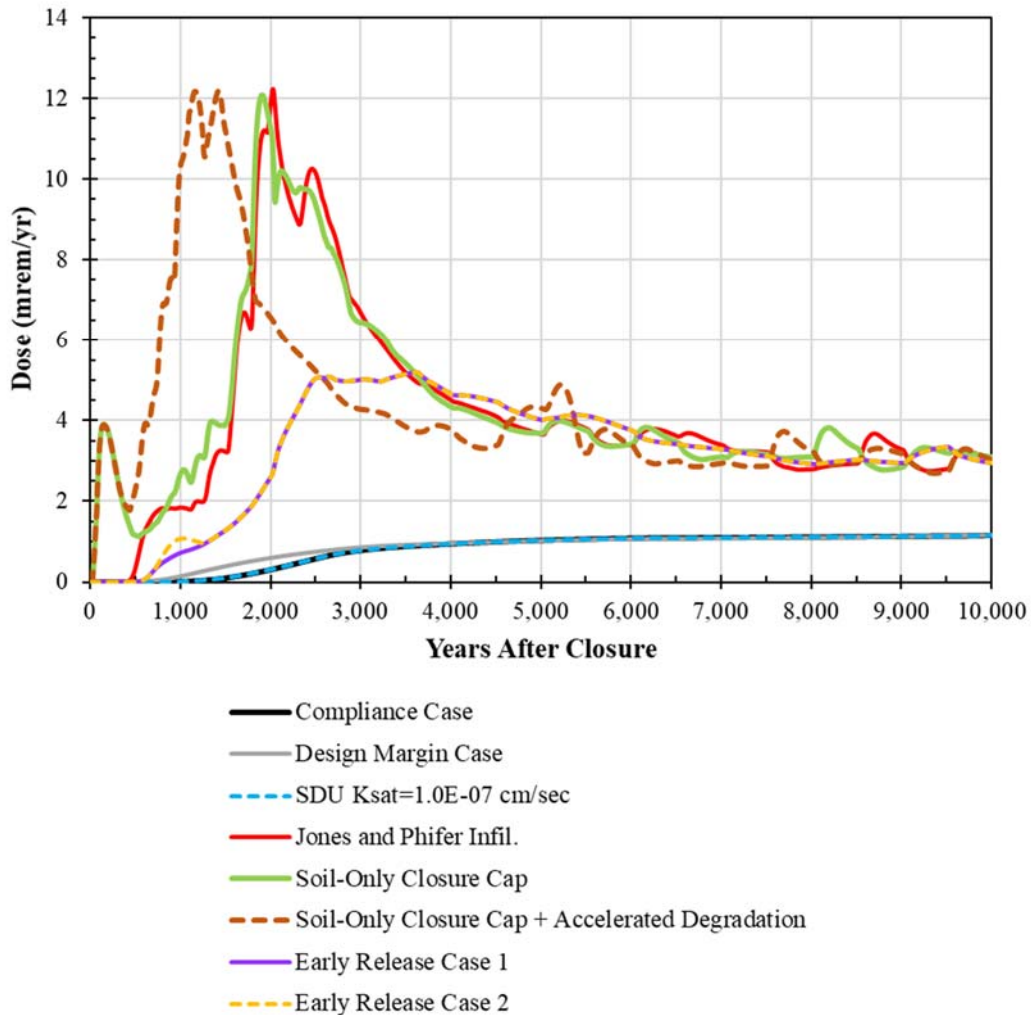 14
12
10
8
6
4
2
0
Dose (mrem/yr)
0 1,000 2,000 3,000 4,000 5,000 6,000 7,000 8,000 9,000 10,000
Years After Closure
Compliance Case
Design Margin Case
SDU Ksat=1.0E-07 cm/sec
Jones and Phifer Infil.
Soil-Only Closure Cap
Soil-Only Closure Cap + Accelerated Degradation
Early Release Case 1
Early Release Case 2